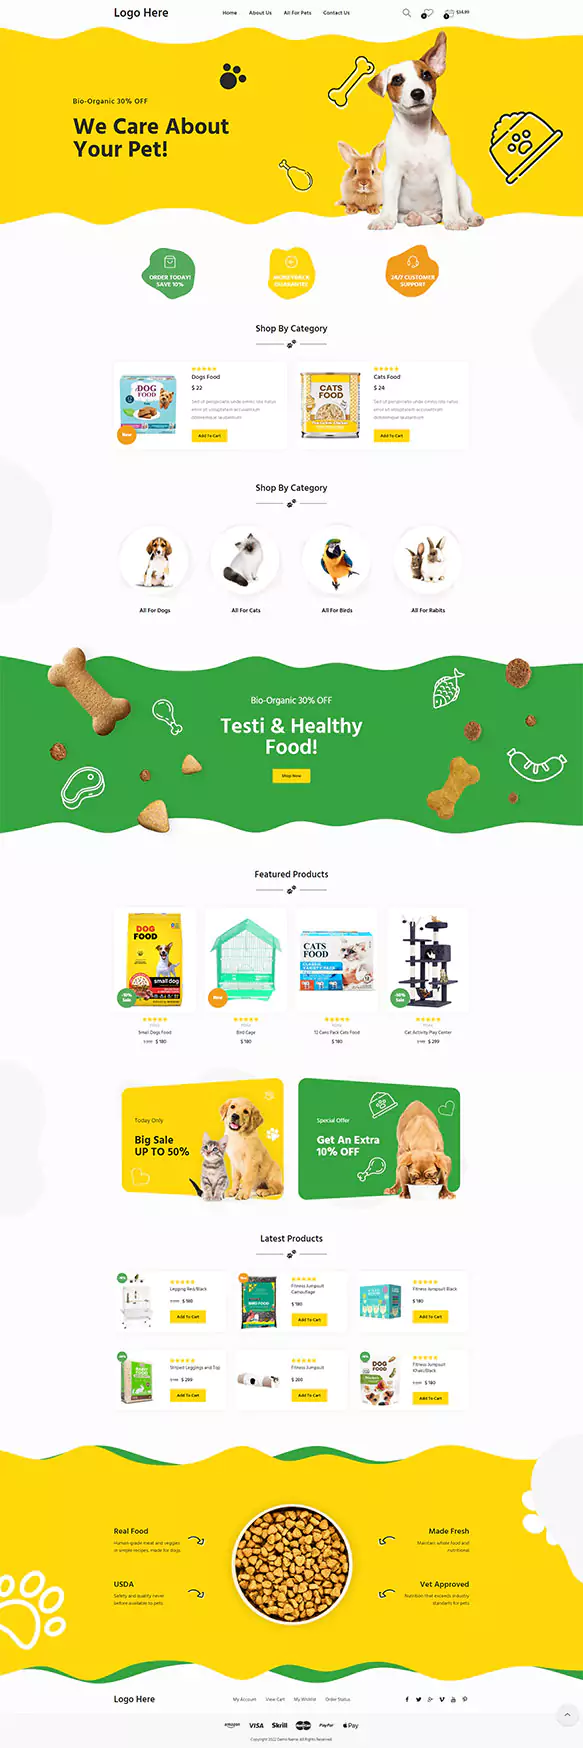 Logo Here
Home About Us All For Pets Contact Us
Bio-Organic 30% OFF
We Care About
Your Pet!
ORDER TODAY!
SAVE 10%
24/7 CUSTOMER
SUPPORT
Shop By Category
DOG
FOOD
New
Dogs Food
$ 22
Add To Cart
CATS
FOOD
Cats Food
$ 24
Add To Cart
Shop By Category
All For Dogs
All For Cats
All For Birds
All For Rabits
Bio-Organic 30% OFF
Testi & Healthy
Food!
Shop Now
Featured Products
DOG
FOOD
small dog
Sale
Small Dogs Food
$ 180
New
Bird Cage
$ 180
CATS
FOOD
12 Cans Pack Cats Food
$ 180
Sale
Cat Activity Play Center
$ 299
Today Only
Big Sale
UP TO 50%
Special Offer
Get An Extra
10% OFF
Latest Products
Legging Red/Black
$ 180
Add To Cart
BIRD FOOD
Fitness Jumpsuit
Camouflage
$ 180
Add To Cart
Fitness Jumpsuit Black
$ 180
Add To Cart
Striped Leggings and Top
$ 299
Add To Cart
Fitness Jumpsuit
$ 200
Add To Cart
DOG
FOOD
Fitness Jumpsuit
Khaki/Black
$ 180
Add To Cart
Real Food
Human-grade meat and veggies
in simple recipes, made for dogs
USDA
Safety and quality never
before available to pets
Made Fresh
Maintain whole food and
nutritional
Vet Approved
Nutrition that exceeds industry
standarts for pets
Logo Here
My Account View Cart My Wishlist Order Status
amazon VISA Skrill PayPal Pay
Copyright 2022 Demo Name. All Rights Reserved